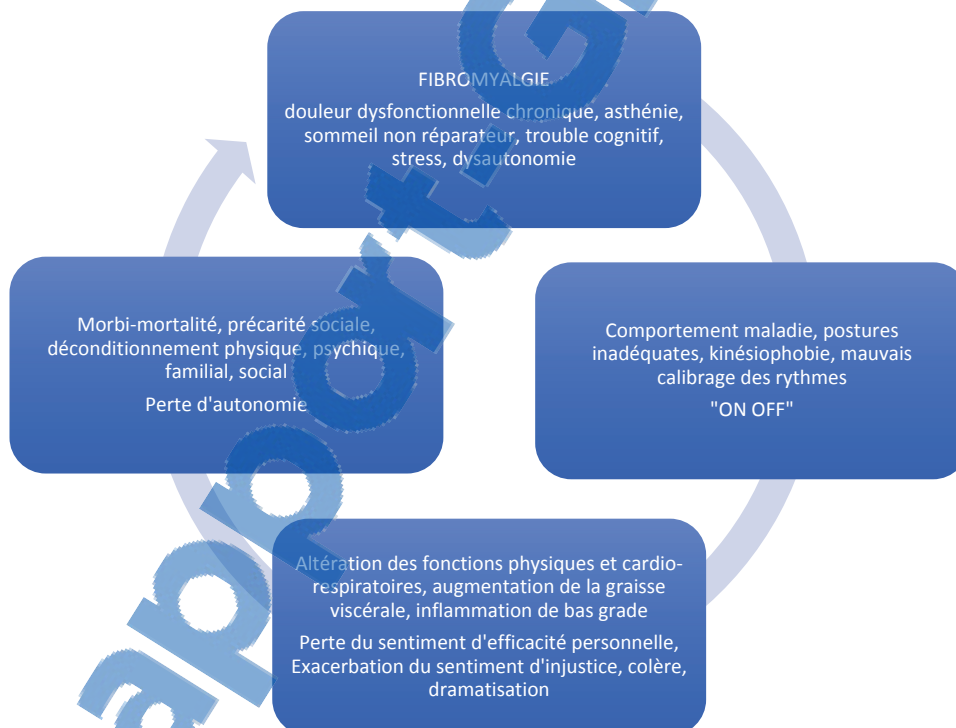 FIBROMYALGIE
douleur dysfonctionnelle chronique, asthénie,
sommeil non réparateur, trouble cognitif,
stress, dysautonomie
Comportement maladie, postures
inadéquates, kinésiophobie, mauvais
calibrage des rythmes
"ON OFF"
Altération des fonctions physiques et cardio-
respiratoires, augmentation de la graisse
viscérale, inflammation de bas grade
Perte du sentiment d'efficacité personnelle,
Exacerbation du sentiment d'injustice, colère,
dramatisation
Morbi-mortalité, précarité sociale,
déconditionnement physique, psychique,
familial, social
Perte d'autonomie